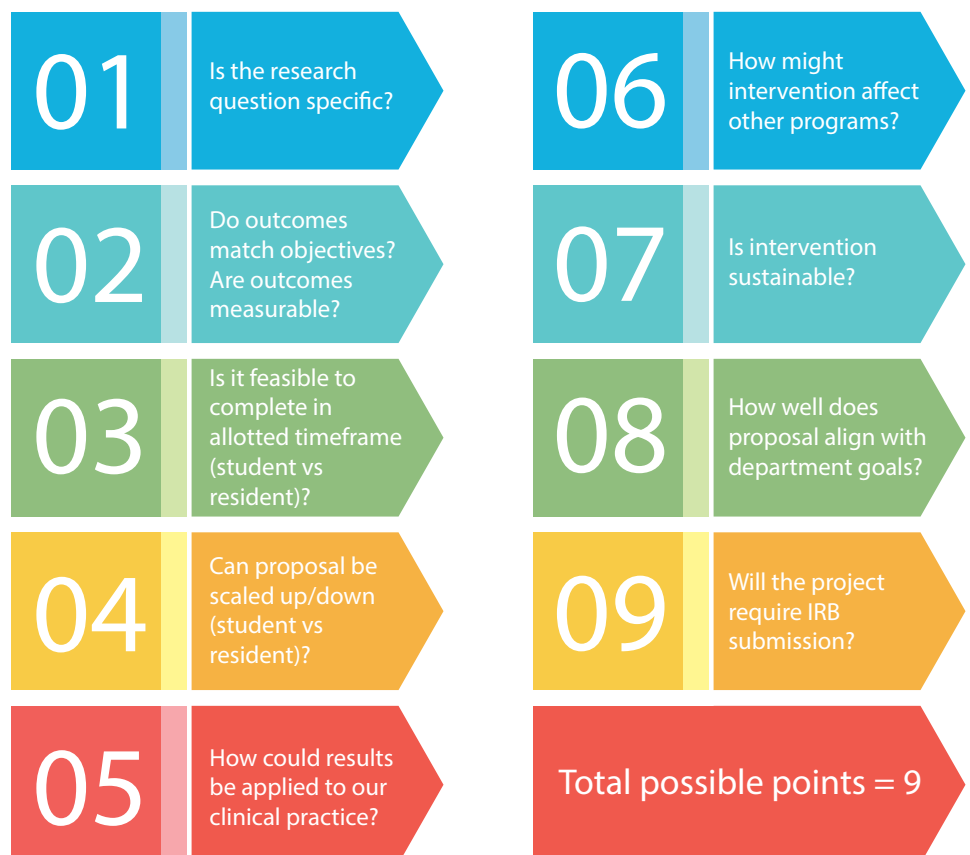 01
Is the research
question specific?
02
Do outcomes
match objectives?
Are outcomes
measurable?
03
Is it feasible to
complete in
allotted timeframe
(student vs
resident)?
04
Can proposal be
scaled up/down
(student vs
resident)?
05
How could results
be applied to our
clinical practice?
06
How might
intervention affect
other programs?
07
Is intervention
sustainable?
08
How well does
proposal align with
department goals?
09
Will the project
require IRB
submission?
Total possible points = 9